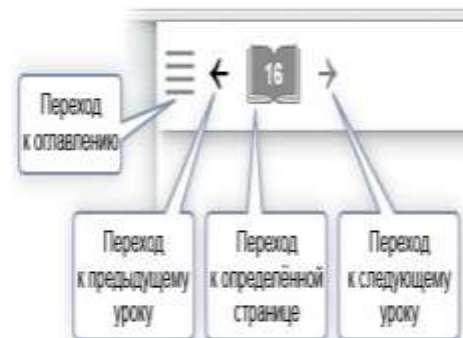 16
Переход
к оглавлению
Переход
к предыдущему
уроку
Переход
к определённой
странице
Переход
к следующему
уроку